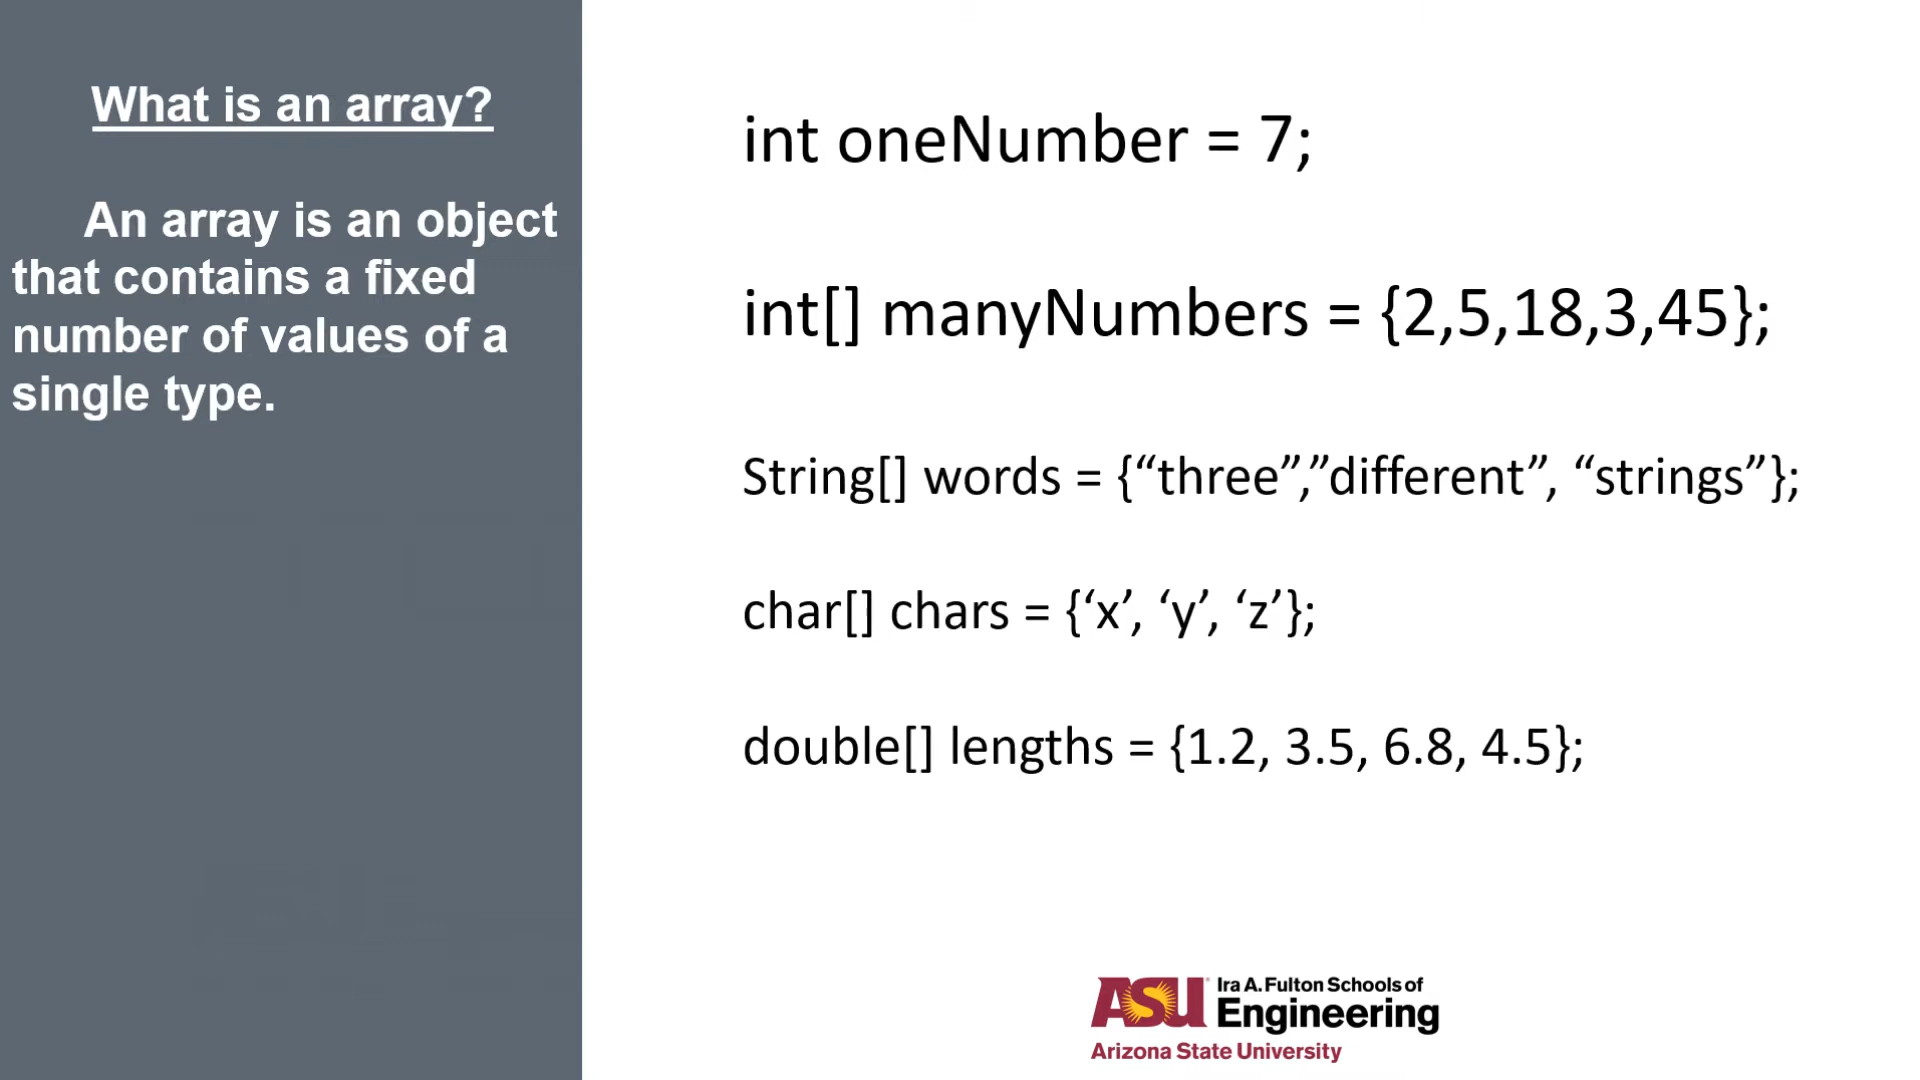 What is an array?
An array is an object
that contains a fixed
number of values of a
single type.
int oneNumber = 7;
int[] manyNumbers = {2,5,18,3,45};
String[] words = {“three”,”different”, “strings”};
char[] chars = {‘x’, ‘y’, ‘z’};
double[] lengths = {1.2, 3.5, 6.8, 4.5};
ASU Ira A. Fulton Schools of
Engineering
Arizona State University